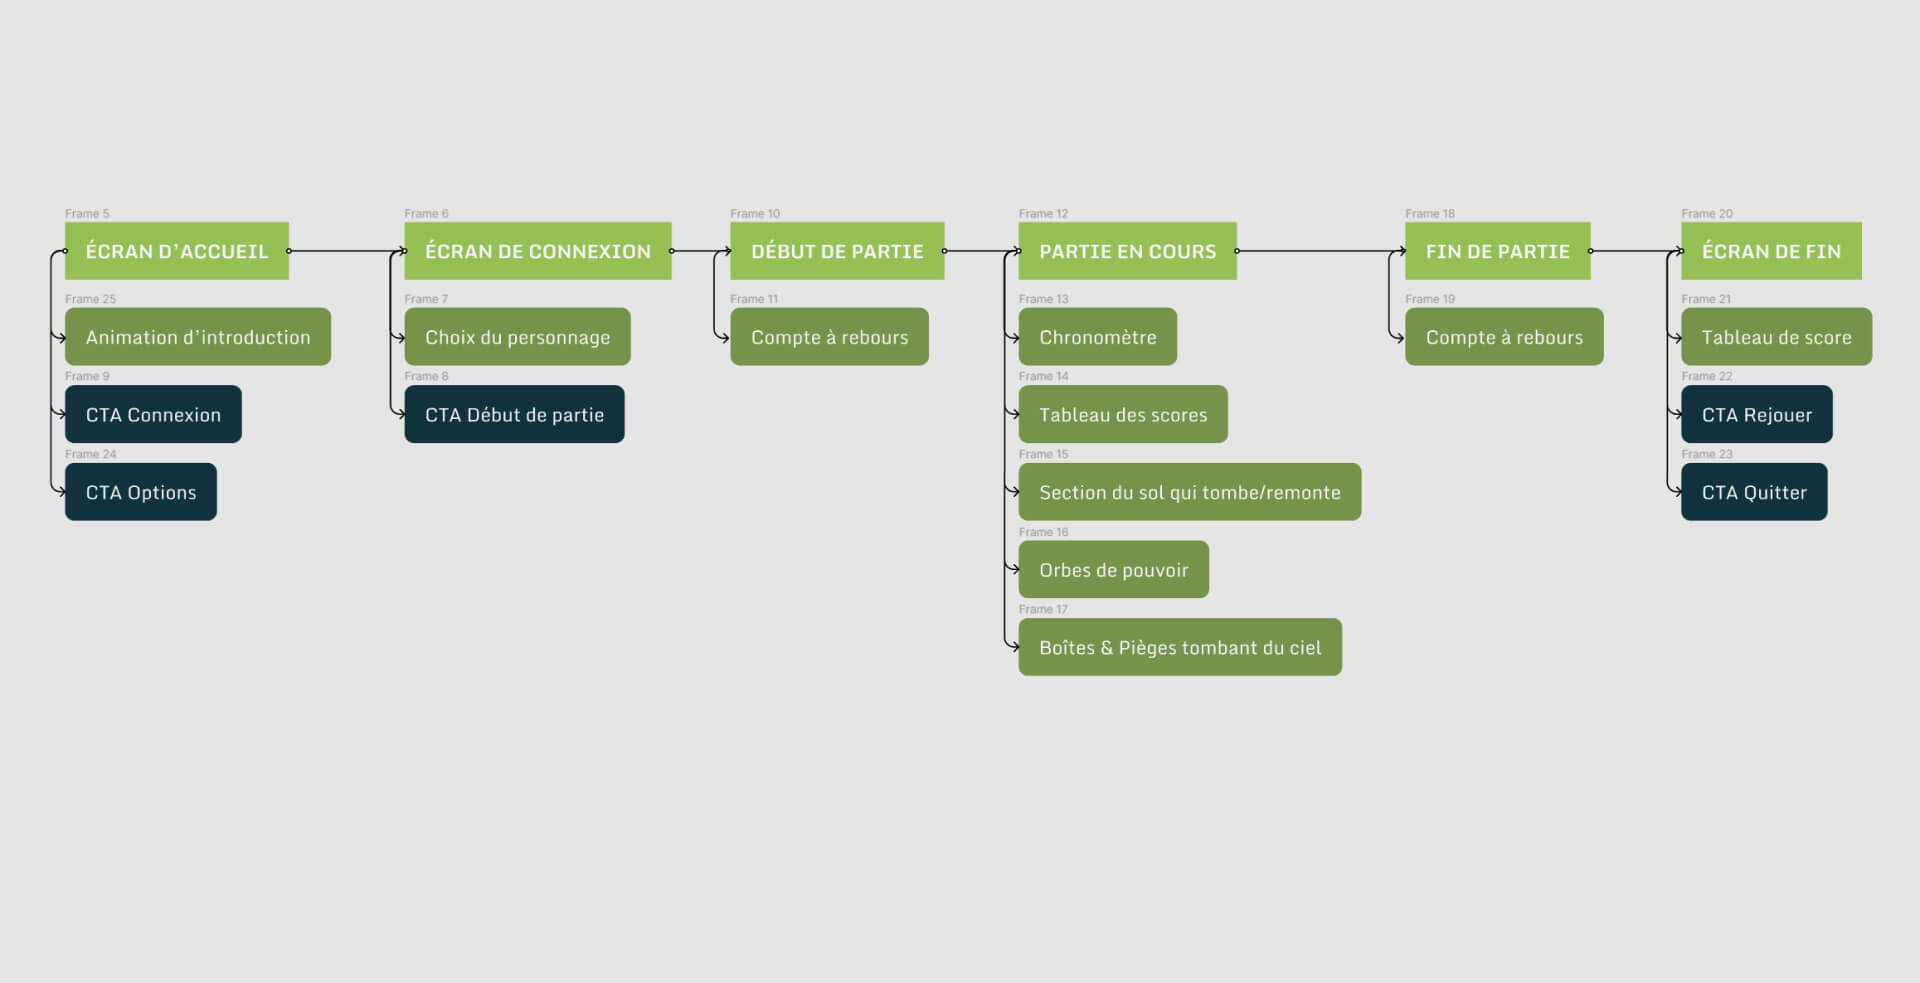 Frame 5
ÉCRAN D’ACCUEIL
Frame 25
Animation d’introduction
Frame 9
CTA Connexion
Frame 24
CTA Options
Frame 6
ÉCRAN DE CONNEXION
Frame 7
Choix du personnage
Frame 8
CTA Début de partie
Frame 10
DÉBUT DE PARTIE
Frame 11
Compte à rebours
Frame 12
PARTIE EN COURS
Frame 13
Chronomètre
Frame 14
Tableau des scores
Frame 15
Section du sol qui tombe/remonte
Frame 16
Orbes de pouvoir
Frame 17
Boîtes & Pièges tombant du ciel
Frame 18
FIN DE PARTIE
Frame 19
Compte à rebours
Frame 20
ÉCRAN DE FIN
Frame 21
Tableau de score
Frame 22
CTA Rejouer
Frame 23
CTA Quitter